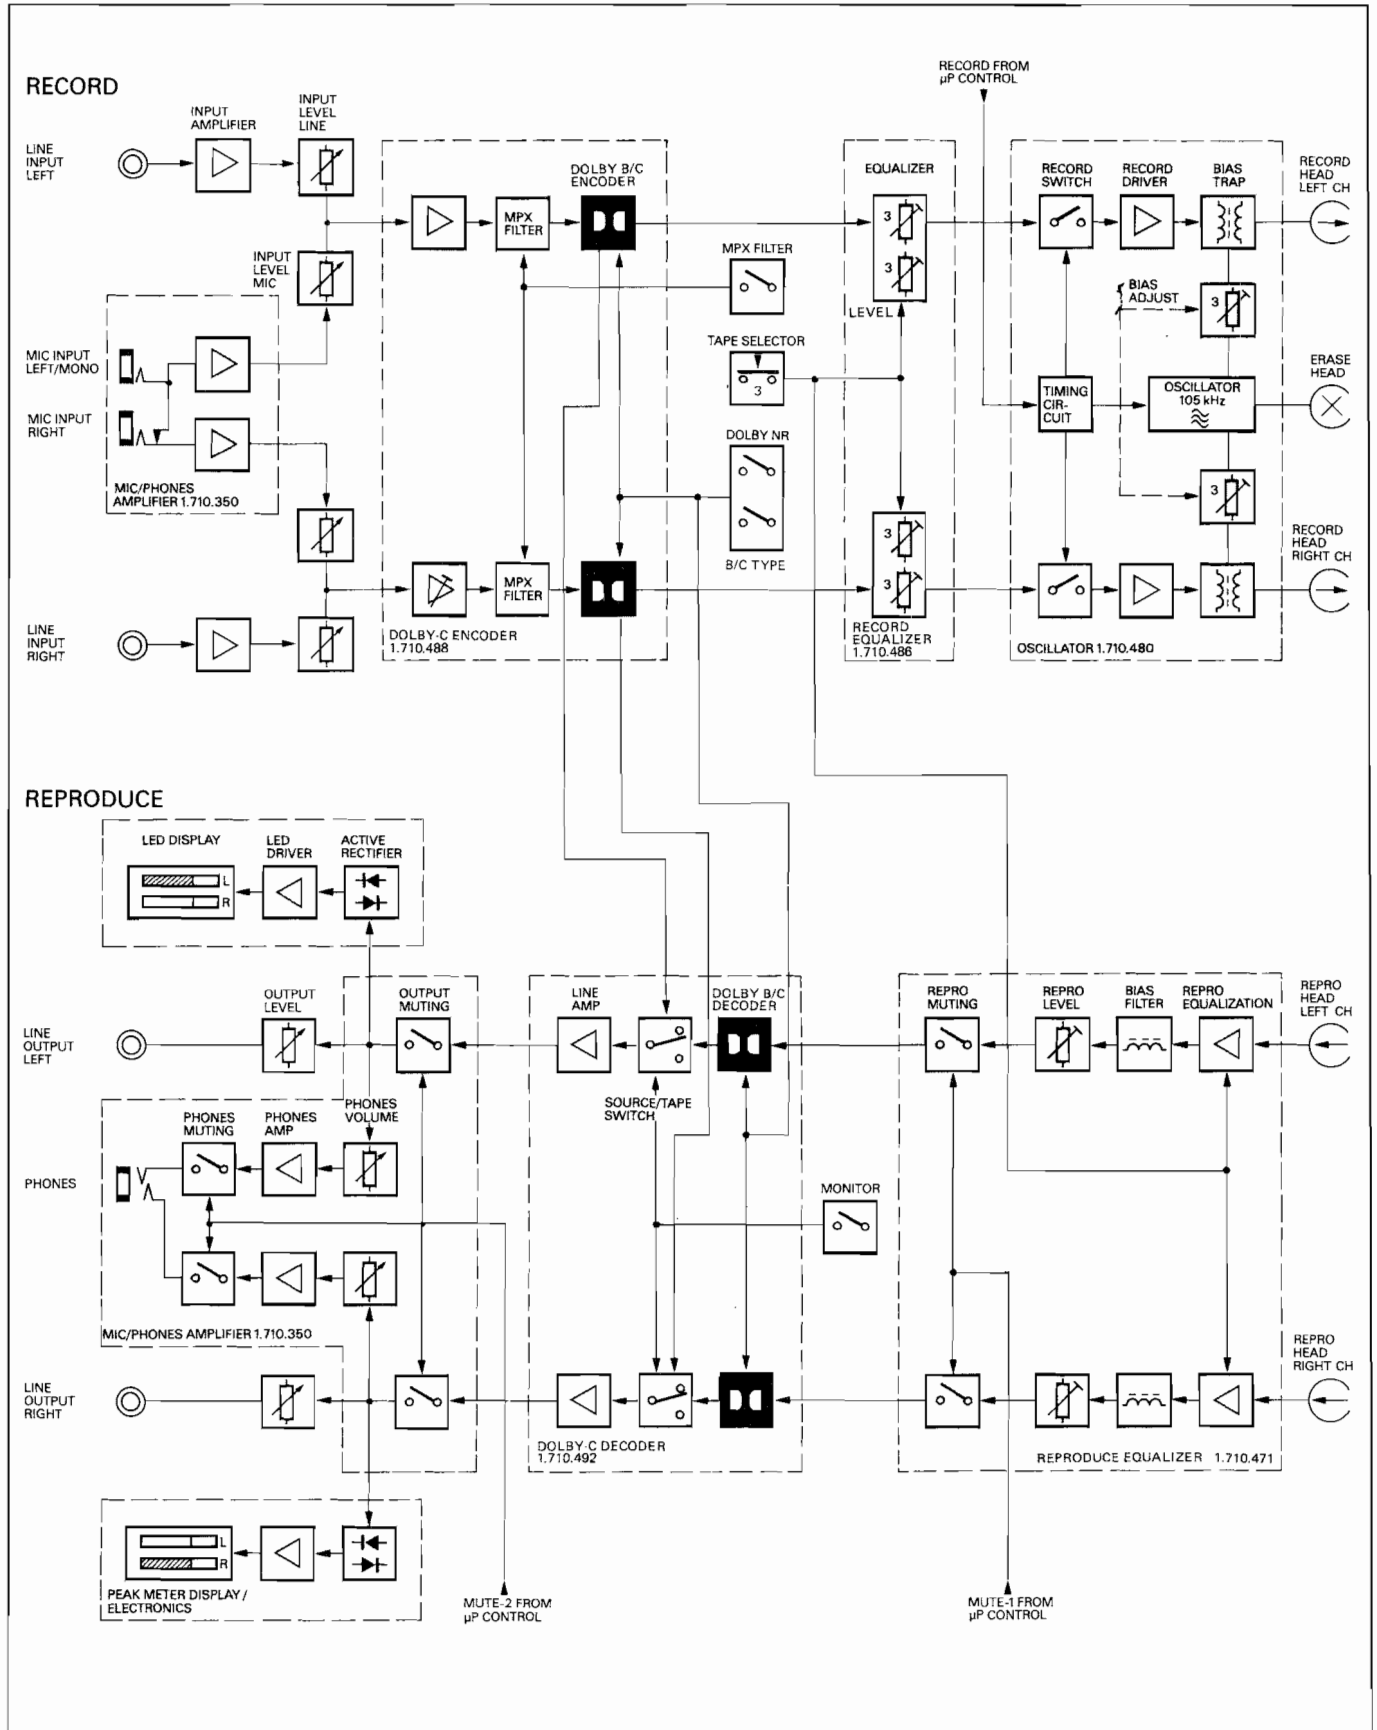 RECORD
LINE
INPUT
LEFT
INPUT
AMPLIFIER
INPUT
LEVEL
LINE
INPUT
LEVEL
MIC
MIC INPUT
LEFT/MONO
MIC INPUT
RIGHT
MIC/PHONES
AMPLIFIER 1.710.350
LINE
INPUT
RIGHT
MPX
FILTER
DOLBY B/C
ENCODER
MPX
FILTER
DOLBY-C ENCODER
1.710.488
MPX FILTER
TAPE SELECTOR
3
DOLBY NR
B/C TYPE
EQUALIZER
3
3
LEVEL
3
3
RECORD
EQUALIZER
1.710.486
RECORD FROM
µP CONTROL
RECORD
SWITCH
RECORD
DRIVER
BIAS
TRAP
RECORD
HEAD
LEFT CH
BIAS
ADJUST
3
TIMING
CIR-
CUIT
OSCILLATOR
105 kHz
ERASE
HEAD
3
RECORD
HEAD
RIGHT CH
OSCILLATOR 1.710.480
REPRODUCE
LED DISPLAY
LED
DRIVER
ACTIVE
RECTIFIER
L
R
LINE
OUTPUT
LEFT
OUTPUT
LEVEL
OUTPUT
MUTING
LINE
AMP
DOLBY B/C
DECODER
SOURCE/TAPE
SWITCH
REPRO
MUTING
REPRO
LEVEL
BIAS
FILTER
REPRO
EQUALIZATION
REPRO
HEAD
LEFT CH
PHONES
PHONES
MUTING
PHONES
AMP
PHONES
VOLUME
MONITOR
MIC/PHONES AMPLIFIER 1.710.350
LINE
OUTPUT
RIGHT
REPRO
HEAD
RIGHT CH
DOLBY-C DECODER
1.710.492
REPRODUCE EQUALIZER 1.710.471
L
R
PEAK METER DISPLAY/
ELECTRONICS
MUTE-2 FROM
µP CONTROL
MUTE-1 FROM
µP CONTROL